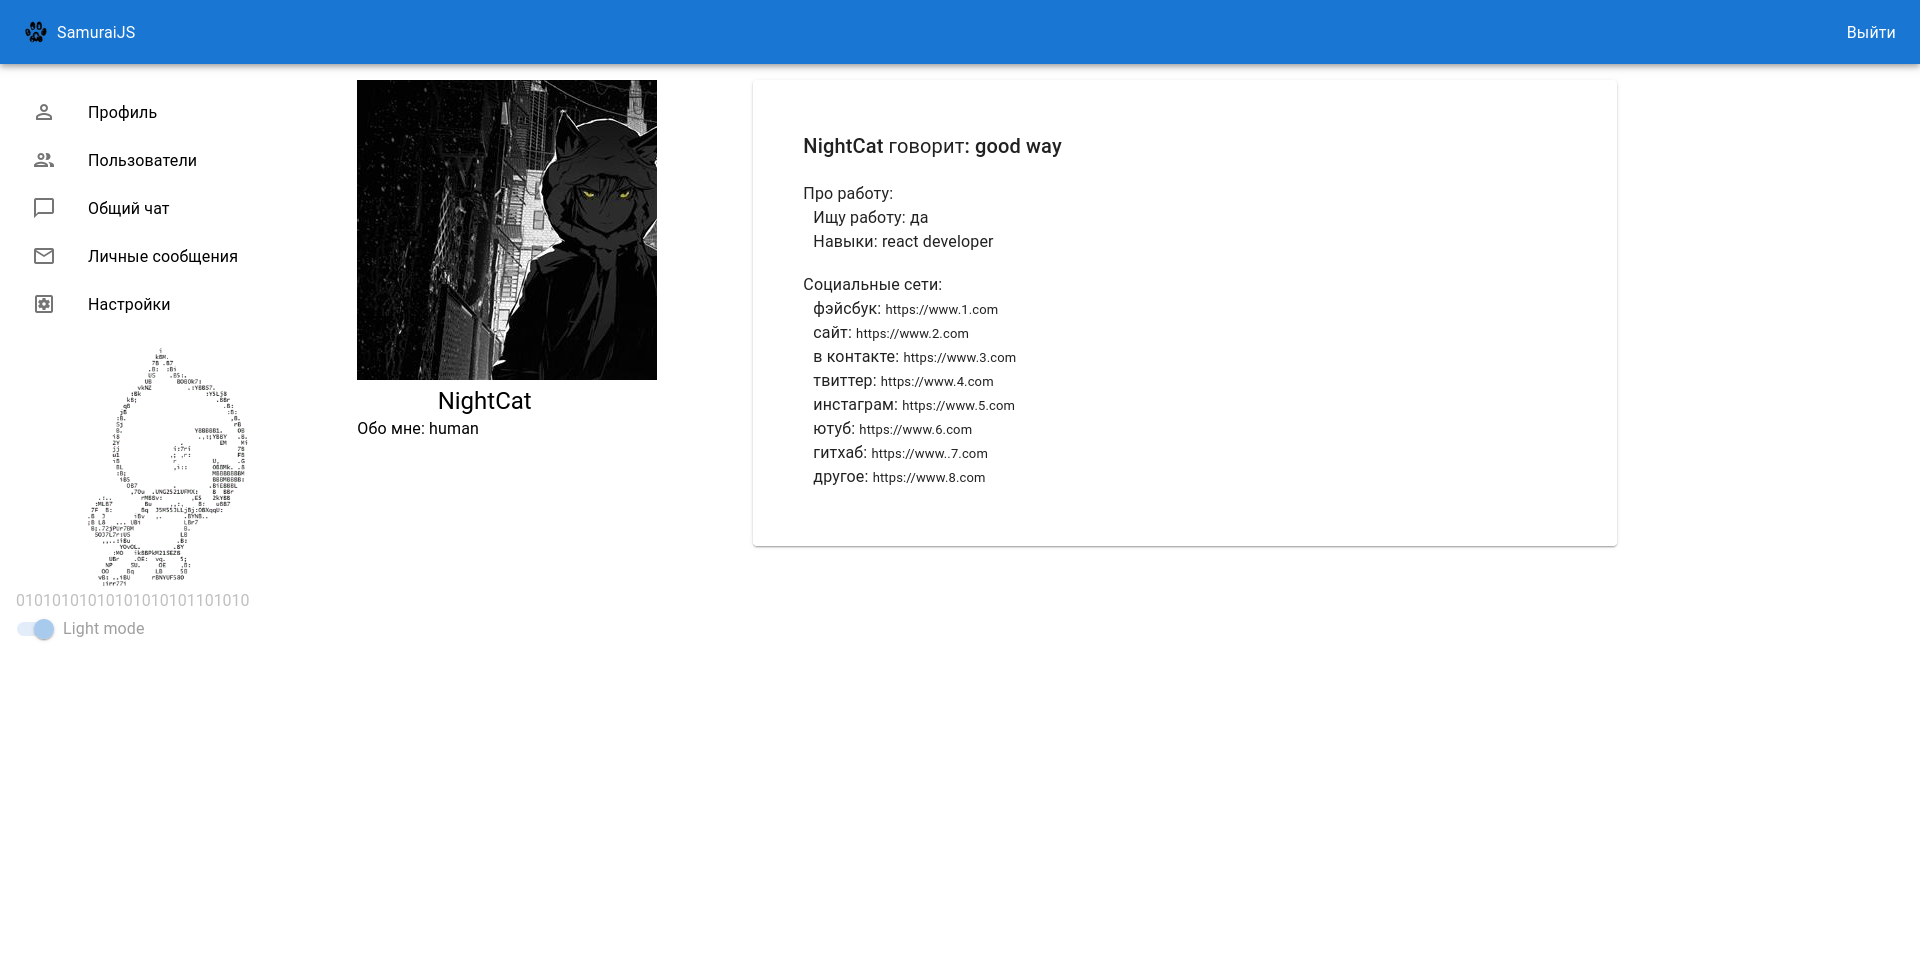 SamuraiJS
Выйти
Профиль
Пользователи
Общий чат
Личные сообщения
Настройки
01010101010101010101101010
Light mode
NightCat
Обо мне: human
NightCat говорит: good way
Про работу:
Ищу работу: да
Навыки: react developer
Социальные сети:
фэйсбук: https://www.1.com
сайт: https://www.2.com
в контакте: https://www.3.com
твиттер: https://www.4.com
инстаграм: https://www.5.com
ютуб: https://www.6.com
гитхаб: https://www..7.com
другое: https://www.8.com